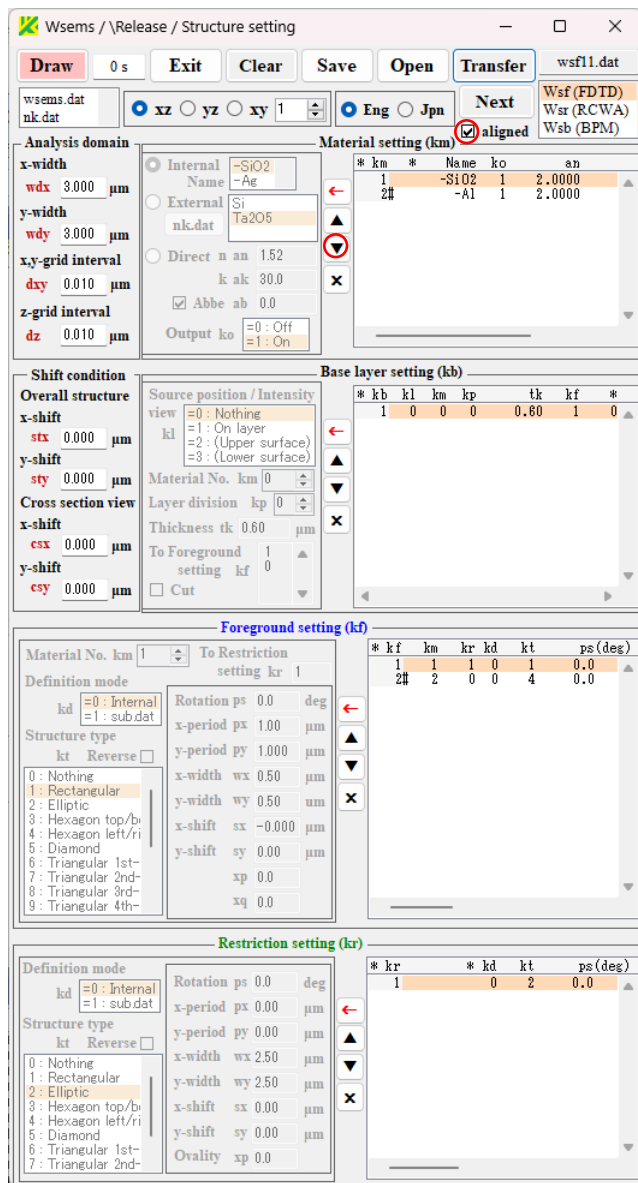 Wsems / \Release / Structure setting
Draw 0 s Exit Clear Save Open Transfer wsf11.dat
wsems.dat
nk.dat
xz yz xy 1 Eng Jpn Next
Wsf (FDTD)
Wsr (RCWA)
Wsb (BPM)
aligned
Analysis domain
x-width
wdx 3.000 μm
y-width
wdy 3.000 μm
x,y-grid interval
dxy 0.010 μm
z-grid interval
dz 0.010 μm
Material setting (km)
Internal Name -SiO2
-Ag
External Si
nk.dat Ta2O5
Direct n an 1.52
k ak 30.0
Abbe ab 0.0
Output ko =0 : Off
=1 : On
←
▲
▼
×
* km * Name ko an
1 -SiO2 1 2.0000
2# -Al 1 2.0000
Shift condition
Overall structure
x-shift
stx 0.000 μm
y-shift
sty 0.000 μm
Cross section view
x-shift
csx 0.000 μm
y-shift
csy 0.000 μm
Base layer setting (kb)
Source position / Intensity
view kl =0 : Nothing
=1 : On layer
=2 : (Upper surface)
=3 : (Lower surface)
Material No. km 0
Layer division kp 0
Thickness tk 0.60 μm
To Foreground 1
setting kf 0
Cut
←
▲
▼
×
* kb kl km kp tk kf *
1 0 0 0 0.60 1 0
Foreground setting (kf)
Material No. km 1 To Restriction
setting kr 1
Definition mode
kd =0 : Internal
=1 : sub.dat
Structure type
kt Reverse
0 : Nothing
1 : Rectangular
2 : Elliptic
3 : Hexagon top/b
4 : Hexagon left/ri
5 : Diamond
6 : Triangular 1st-
7 : Triangular 2nd-
8 : Triangular 3rd-
9 : Triangular 4th-
Rotation ps 0.0 deg
x-period px 1.00 μm
y-period py 1.000 μm
x-width wx 0.50 μm
y-width wy 0.50 um
x-shift sx -0.000 μm
y-shift sy 0.00 μm
xp 0.0
xq 0.0
←
▲
▼
×
* kf km kr kd kt ps(deg)
1 1 1 0 1 0.0
2# 2 0 0 4 0.0
Restriction setting (kr)
Definition mode
kd =0 : Internal
=1 : sub.dat
Structure type
kt Reverse
0 : Nothing
1 : Rectangular
2 : Elliptic
3 : Hexagon top/b
4 : Hexagon left/ri
5 : Diamond
6 : Triangular 1st-
7 : Triangular 2nd-
Rotation ps 0.0 deg
x-period px 0.00 μm
y-period py 0.00 μm
x-width wx 2.50 μm
y-width wy 2.50 μm
x-shift sx 0.00 μm
y-shift sy 0.00 μm
Ovality xp 0.0
←
▲
▼
×
* kr * kd kt ps(deg)
1 0 2 0.0